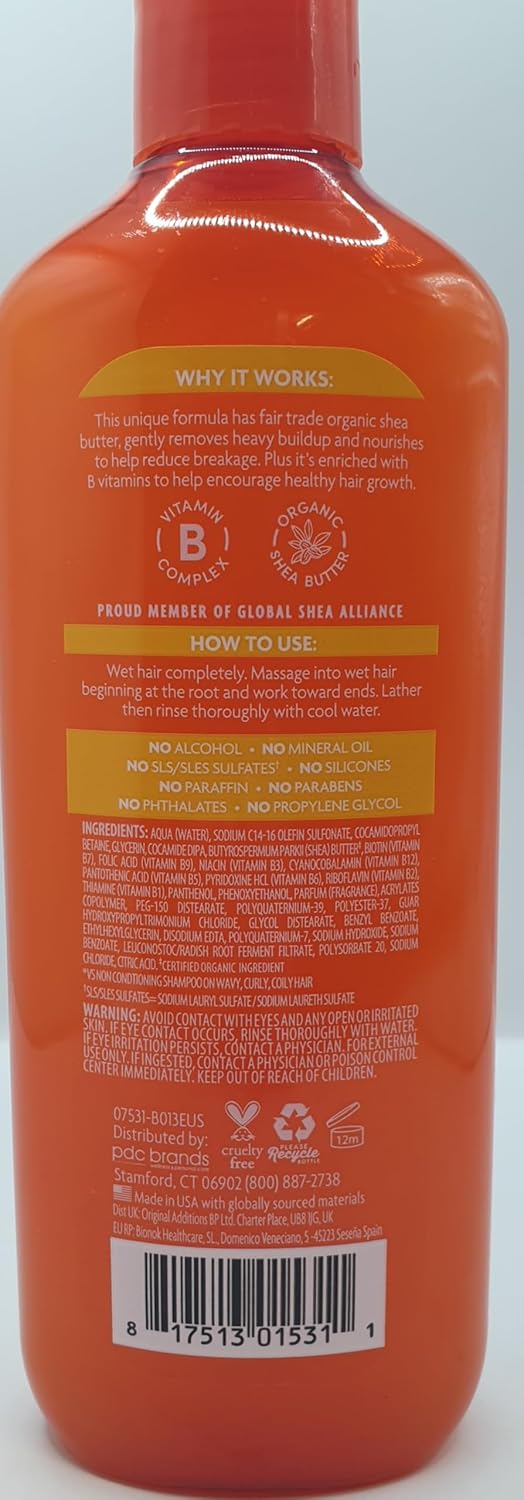 WHY IT WORKS:
This unique formula has fair trade organic shea
butter, gently removes heavy buildup and nourishes
to help reduce breakage. Plus it's enriched with
B vitamins to help encourage healthy hair growth.
VITAMIN
B
COMPLEX
ORGANIC
SHEA BUTTER
PROUD MEMBER OF GLOBAL SHEA ALLIANCE
HOW TO USE:
Wet hair completely. Massage into wet hair
beginning at the root and work toward ends. Lather
then rinse thoroughly with cool water.
NO ALCOHOL • NO MINERAL OIL
NO SLS/SLES SULFATES† • NO SILICONES
NO PARAFFIN • NO PARABENS
NO PHTHALATES • NO PROPYLENE GLYCOL
INGREDIENTS: AQUA (WATER), SODIUM C14-16 OLEFIN SULFONATE, COCAMIDOPROPYL
BETAINE, GLYCERIN, COCAMIDE DIPA, BUTYROSPERMUM PARKII (SHEA) BUTTER‡, BIOTIN (VITAMIN
B7), FOLIC ACID (VITAMIN B9), NIACIN (VITAMIN B3), CYANOCOBALAMIN (VITAMIN B12),
PANTOTHENIC ACID (VITAMIN B5), PYRIDOXINE HCL (VITAMIN B6), RIBOFLAVIN (VITAMIN B2),
THIAMINE (VITAMIN B1), PANTHENOL, PHENOXYETHANOL, PARFUM (FRAGRANCE), ACRYLATES
COPOLYMER, PEG-150 DISTEARATE, POLYQUATERNIUM-39, POLYESTER-37, GUAR
HYDROXYPROPYLTRIMONIUM CHLORIDE, GLYCOL DISTEARATE, BENZYL BENZOATE,
ETHYLHEXYLGLYCERIN, DISODIUM EDTA, POLYQUATERNIUM-7, SODIUM HYDROXIDE, SODIUM
BENZOATE, LEUCONOSTOC/RADISH ROOT FERMENT FILTRATE, POLYSORBATE 20, SODIUM
CHLORIDE, CITRIC ACID. ‡CERTIFIED ORGANIC INGREDIENT
*VS NON CONDITIONING SHAMPOO ON WAVY, CURLY, COILY HAIR
†SLS/SLES SULFATES = SODIUM LAURYL SULFATE / SODIUM LAURETH SULFATE
WARNING: AVOID CONTACT WITH EYES AND ANY OPEN OR IRRITATED
SKIN. IF EYE CONTACT OCCURS, RINSE THOROUGHLY WITH WATER.
IF EYE IRRITATION PERSISTS, CONTACT A PHYSICIAN. FOR EXTERNAL
USE ONLY. IF INGESTED, CONTACT A PHYSICIAN OR POISON CONTROL
CENTER IMMEDIATELY. KEEP OUT OF REACH OF CHILDREN.
07531-B013EUS
Distributed by:
pdc brands
cruelty
free
PLEASE
Recycle
BOTTLE
12m
Stamford, CT 06902 (800) 887-2738
Made in USA with globally sourced materials
Dist UK: Original Additions BP Ltd. Charter Place, UB8 1JG, UK
EU RP: Bionok Healthcare, S.L., Domenico Veneciano, 5 -45223 Seseña Spain
8 17513 01531 1